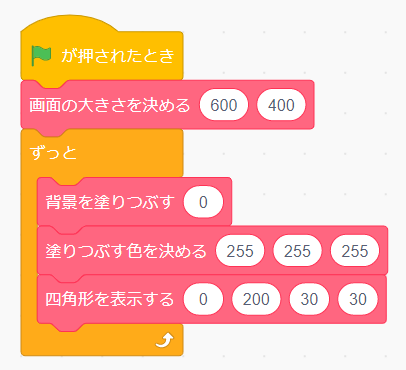 が押されたとき
画面の大きさを決める 600 400
ずっと
背景を塗りつぶす 0
塗りつぶす色を決める 255 255 255
四角形を表示する 0 200 30 30